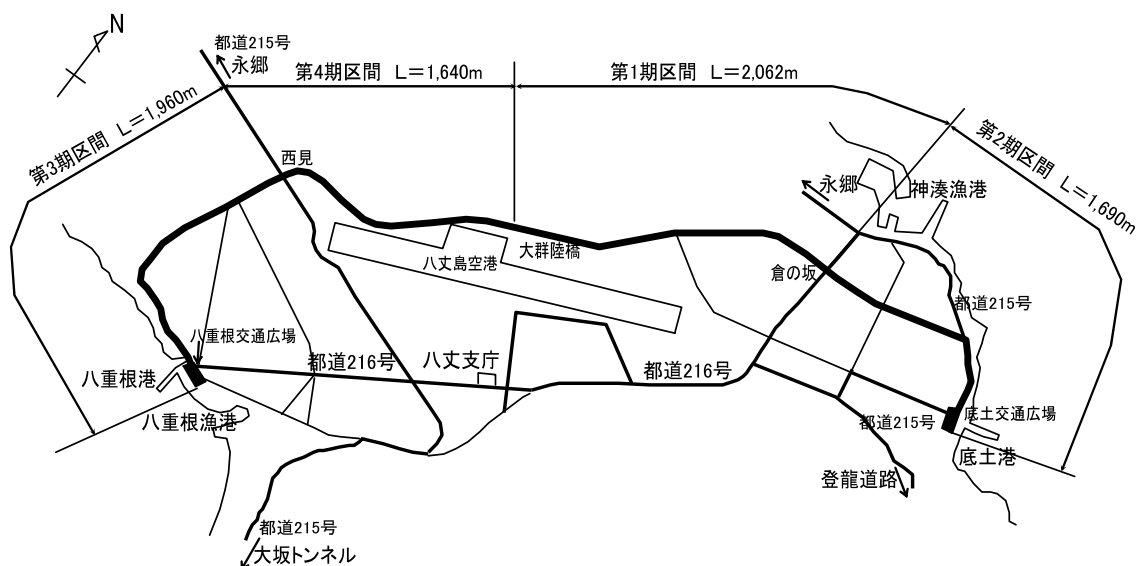 N
都道215号
永郷
第4期区間 L＝1,640m
第1期区間 L＝2,062m
第3期区間 L＝1,960m
第2期区間 L＝1,690m
西見
永郷
神湊漁港
大群陸橋
八丈島空港
倉の坂
都道215号
八重根交通広場
都道216号
八丈支庁
都道216号
八重根港
八重根漁港
都道215号
底土交通広場
底土港
登龍道路
都道215号
大坂トンネル